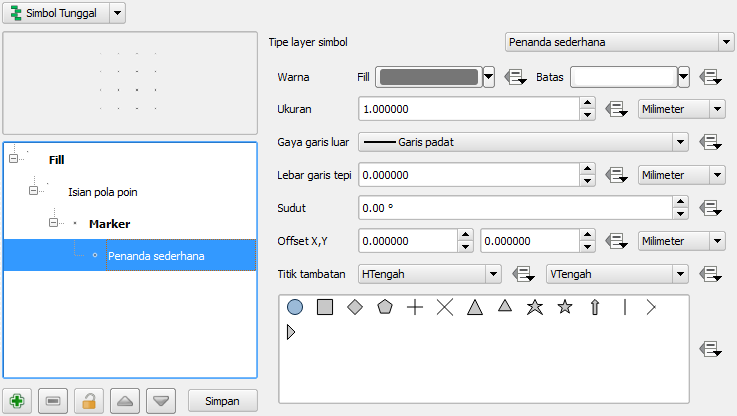 Simbol Tunggal
Tipe layer simbol Penanda sederhana
Warna Fill Batas
Ukuran 1.000000 Milimeter
Gaya garis luar Garis padat
Lebar garis tepi 0.000000 Milimeter
Sudut 0.00 °
Offset X,Y 0.000000 0.000000 Milimeter
Titik tambatan HTengah VTengah
Fill
Isian pola poin
Marker
Penanda sederhana
Simpan